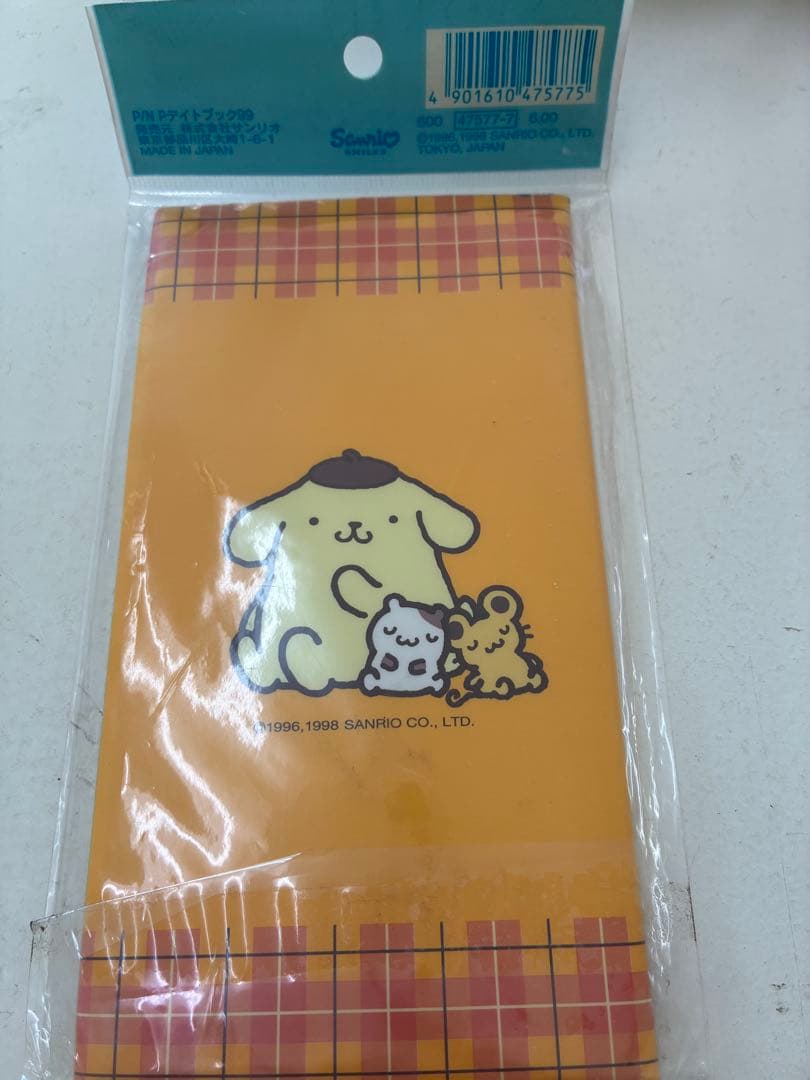 P/N Pデイトブック99
発売元 株式会社サンリオ
東京都品川区大崎1-6-1
MADE IN JAPAN
Sanrio
SMILES
4 901610 475775
600 47577-7 6.00
©1996,1998 SANRIO CO., LTD.
TOKYO, JAPAN
©1996,1998 SANRIO CO., LTD.